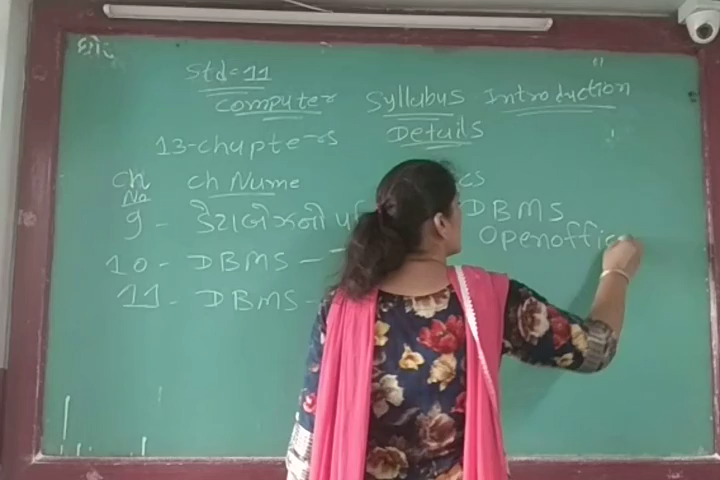 ધો:
Std=11
Computer Syllabus Introduction
13-chapters Details
Ch No Ch Name
9 - ડેટાબેઝનો DBMS
Openoffic
10 - DBMS -
11 - DBMS -